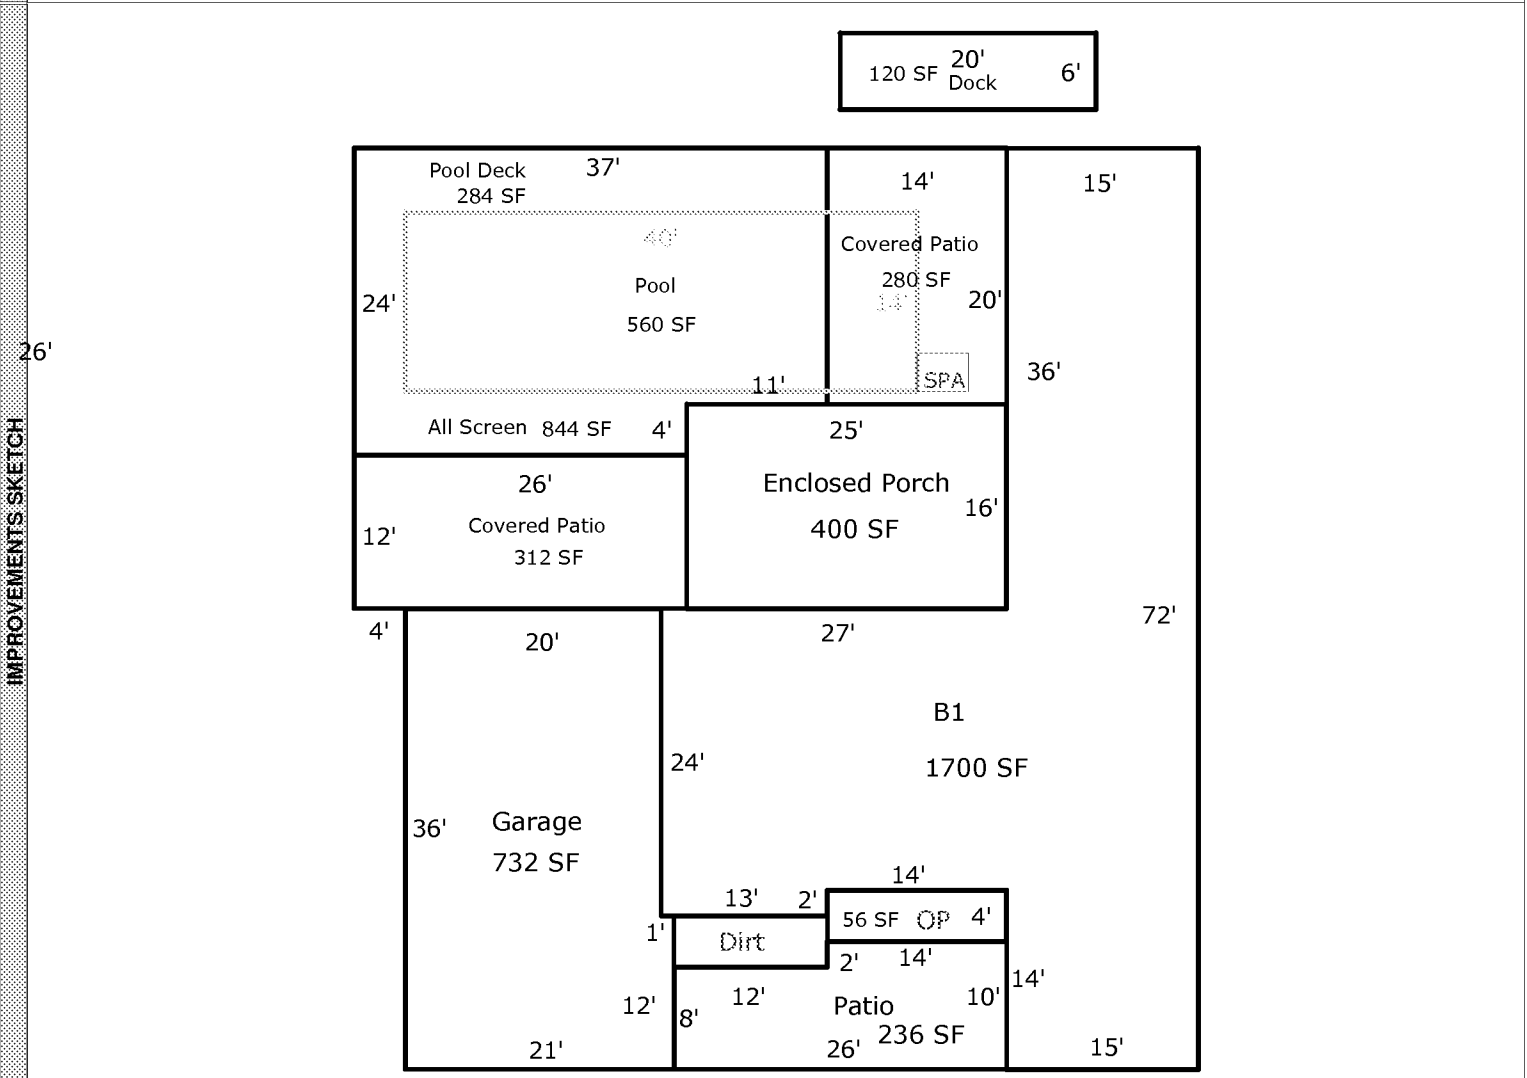 20'
120 SF
6'
Dock
Pool Deck
37'
284 SF
14'
15'
40'
Covered Patio
Pool
280 SF
24'
14'
20'
560 SF
26'
36'
SPA
11'
All Screen 844 SF
4'
25'
26'
Enclosed Porch
16'
Covered Patio
400 SF
12'
312 SF
IMPROVEMENTS SKETCH
72'
4'
20'
27'
B1
24'
1700 SF
Garage
36'
732 SF
14'
13'
2'
56 SF OP 4'
1'
Dirt
2'
14'
14'
12'
12'
10'
Patio
8'
236 SF
21'
26'
15'